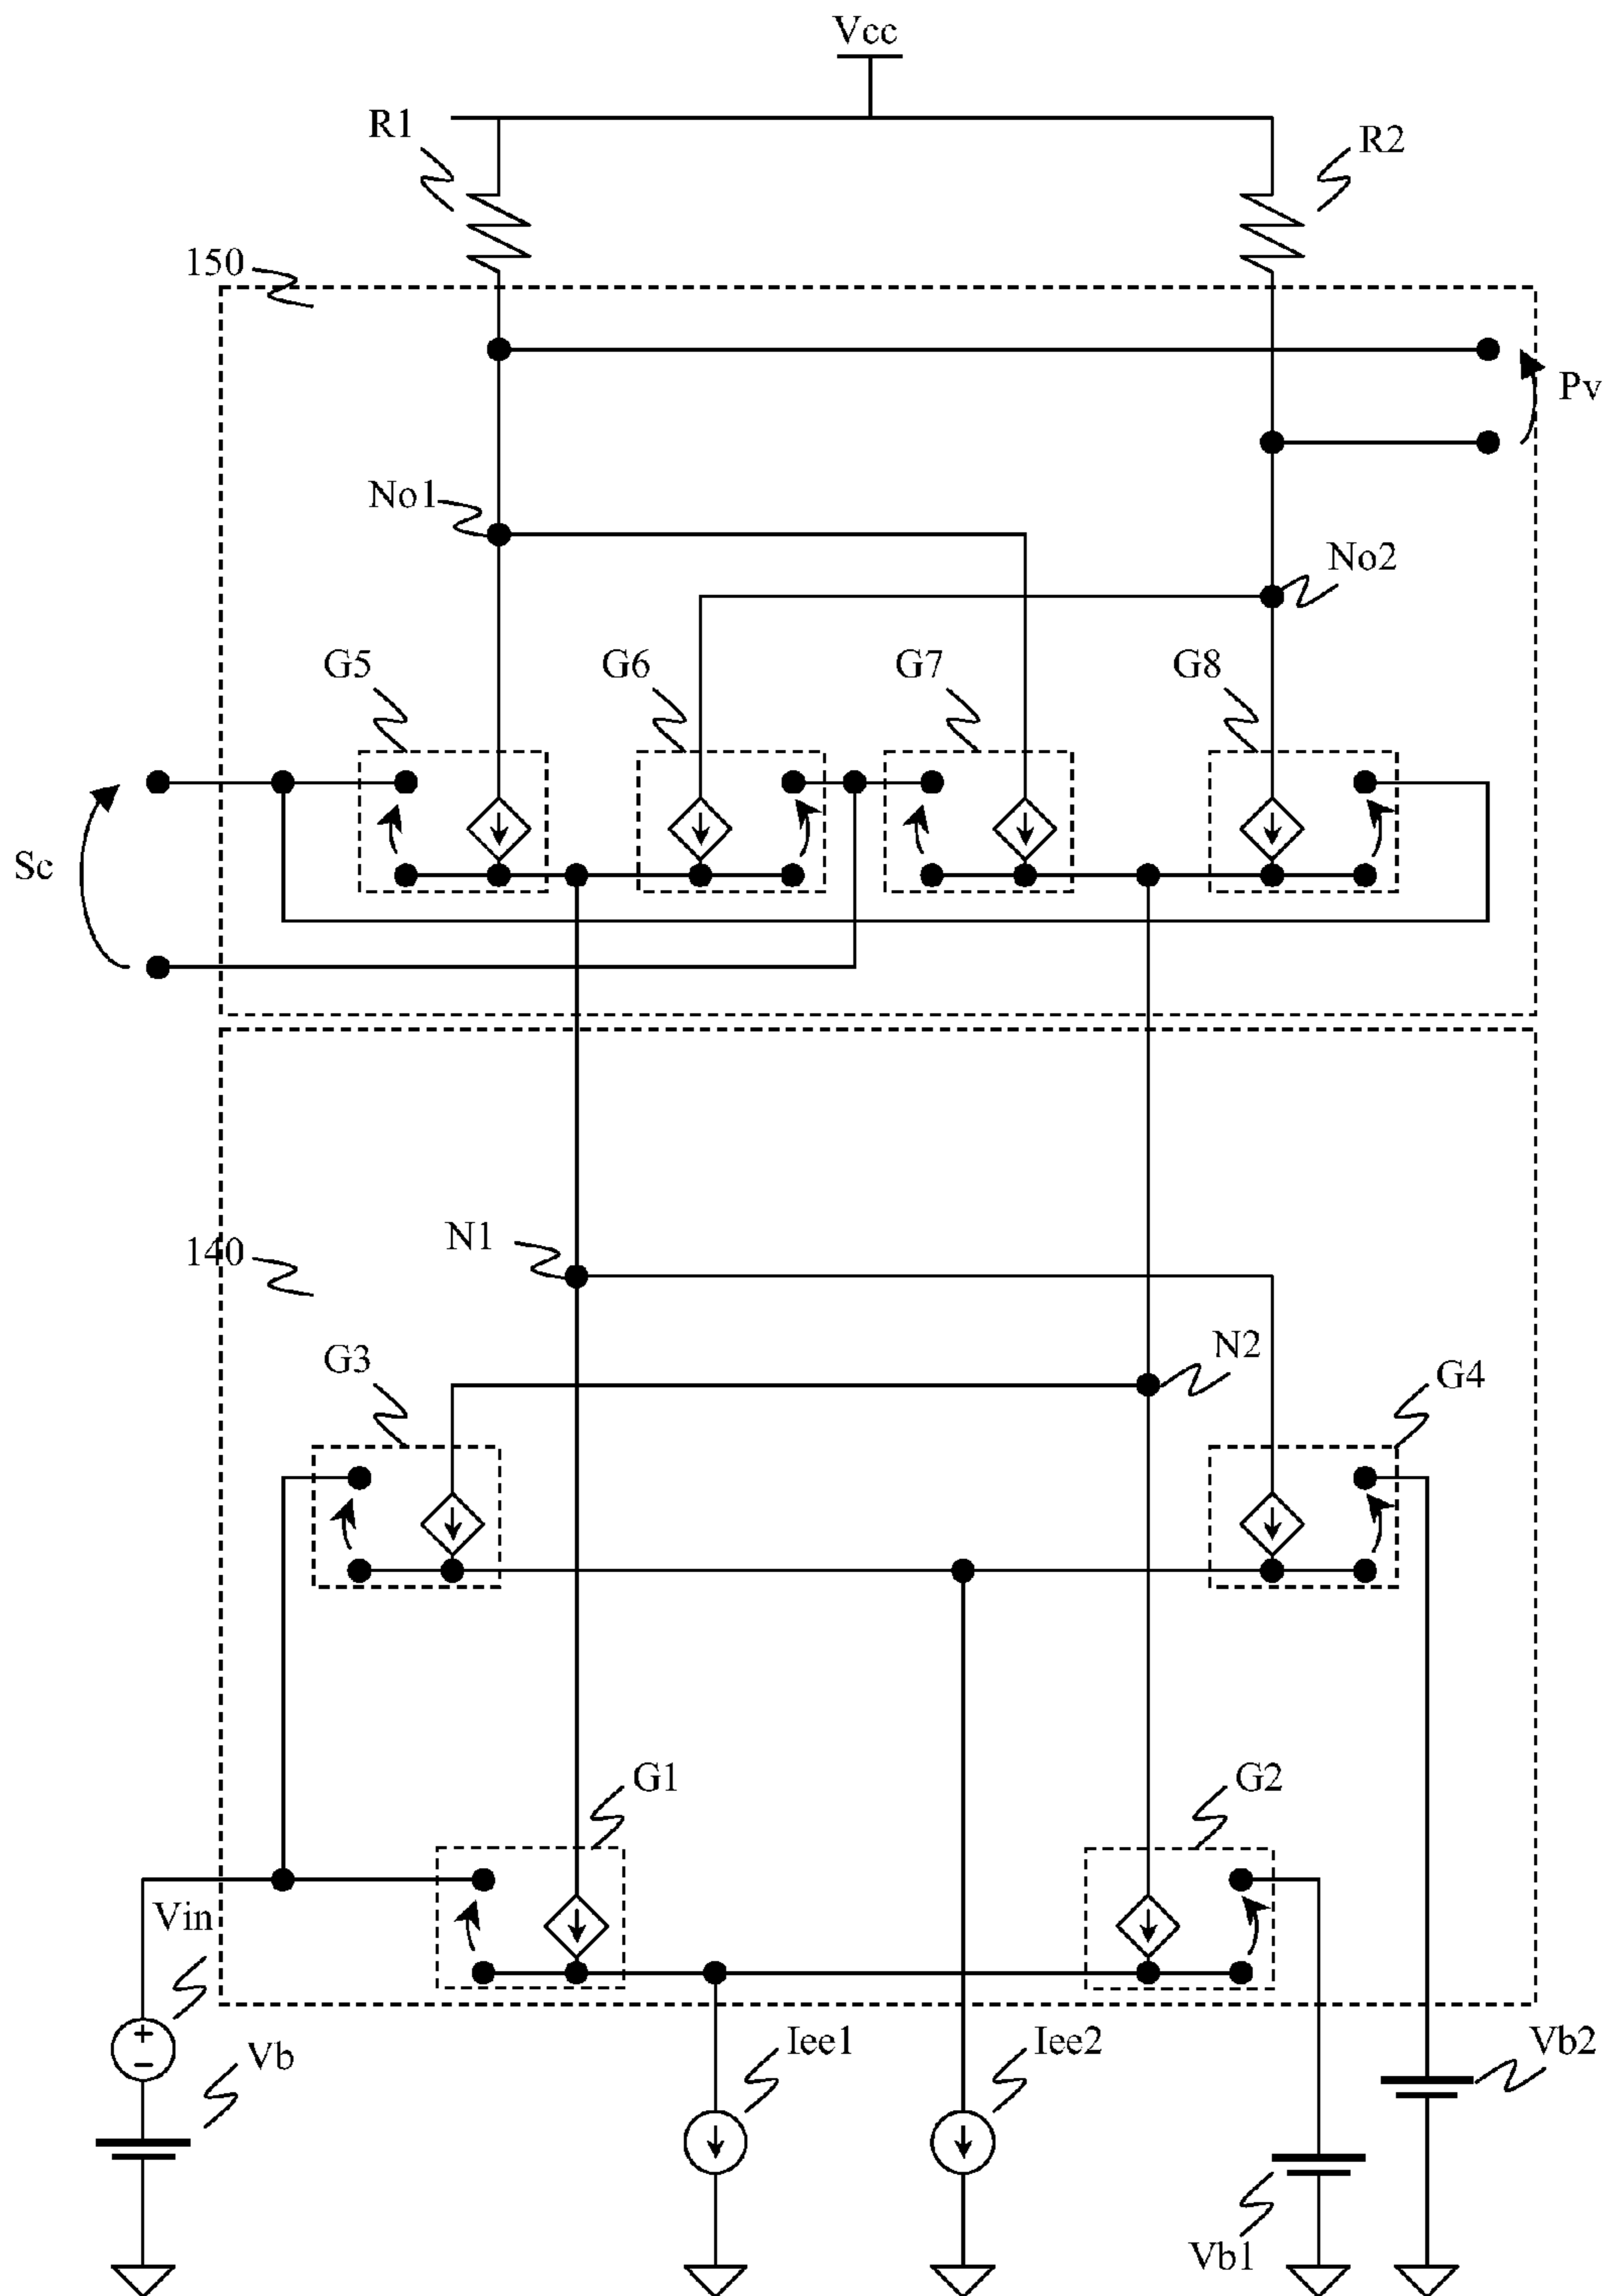 Vcc
R1
R2
150
Pv
No1
No2
G5
G6
G7
G8
Sc
N1
140
N2
G3
G4
G1
G2
Vin
+
−
Iee1
Iee2
Vb2
Vb
Vb1